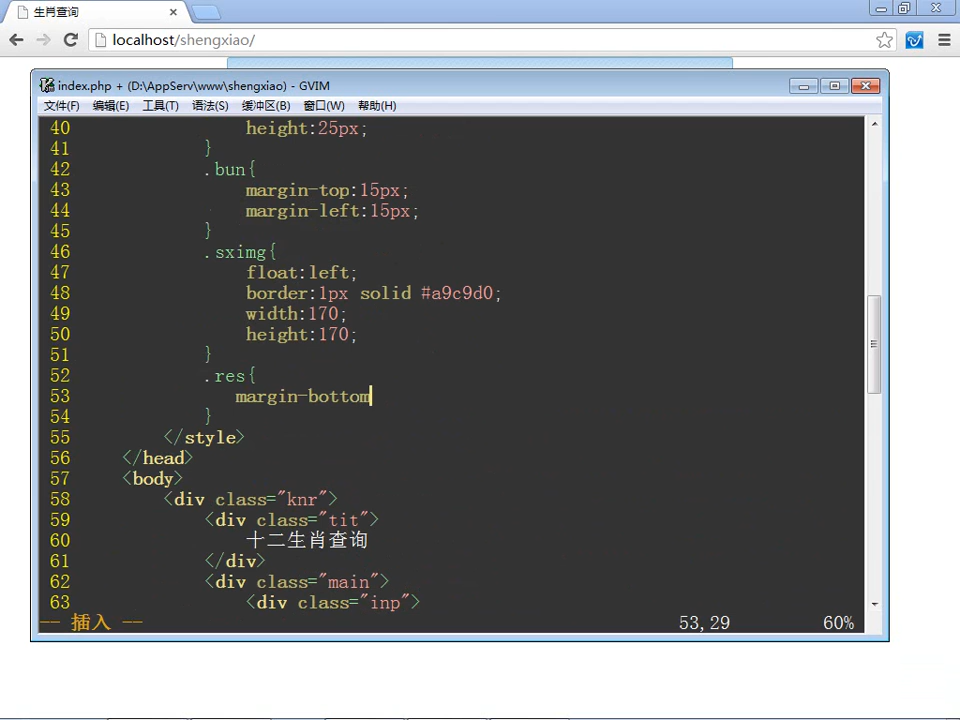 生肖查询
localhost/shengxiao/
index.php + (D:\AppServ\www\shengxiao) - GVIM
文件(F) 编辑(E) 工具(T) 语法(S) 缓冲区(B) 窗口(W) 帮助(H)
40 height:25px;
41 }
42 .bun{
43 margin-top:15px;
44 margin-left:15px;
45 }
46 .sximg{
47 float:left;
48 border:1px solid #a9c9d0;
49 width:170;
50 height:170;
51 }
52 .res{
53 margin-bottom
54 }
55 </style>
56 </head>
57 <body>
58 <div class="knr">
59 <div class="tit">
60 十二生肖查询
61 </div>
62 <div class="main">
63 <div class="inp">
-- 插入 -- 53,29 60%